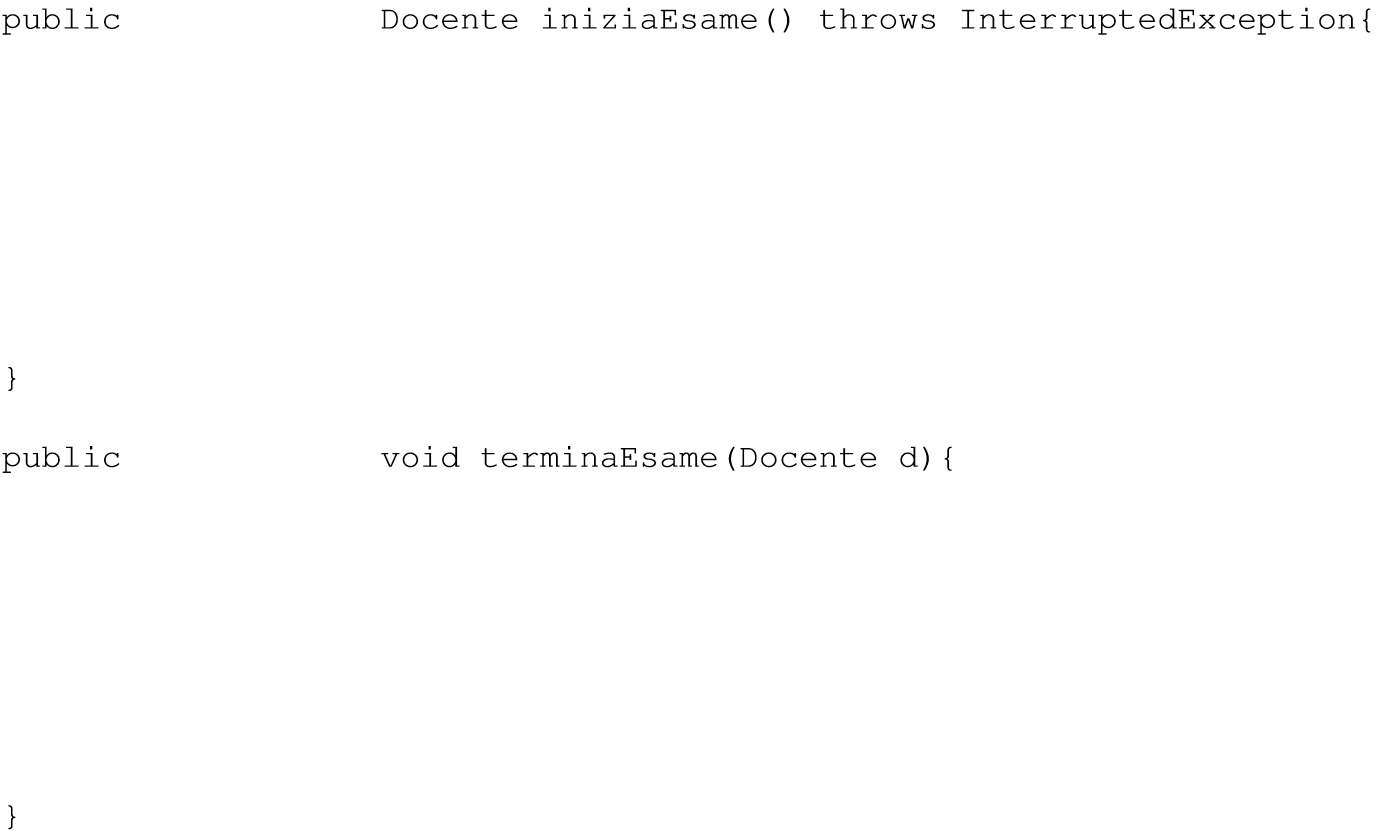 public Docente iniziaEsame() throws InterruptedException{
}
public void terminaEsame(Docente d){
}